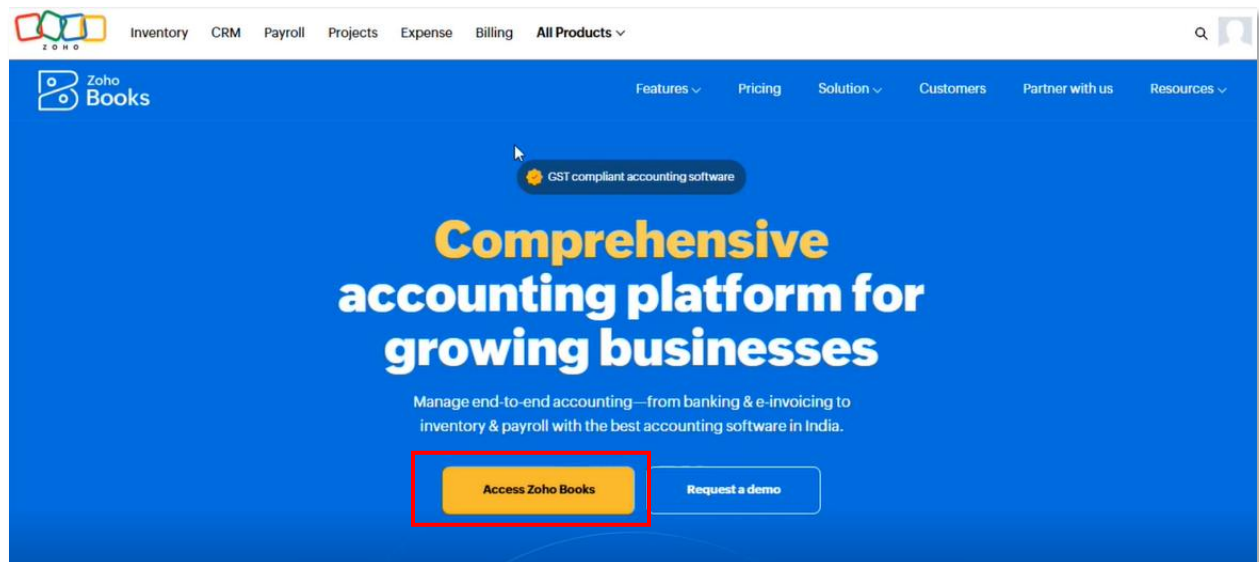 ZOHO
Inventory CRM Payroll Projects Expense Billing All Products
Zoho
Books
Features Pricing Solution Customers Partner with us Resources
GST compliant accounting software
Comprehensive
accounting platform for
growing businesses
Manage end-to-end accounting—from banking & e-invoicing to
inventory & payroll with the best accounting software in India.
Access Zoho Books Request a demo